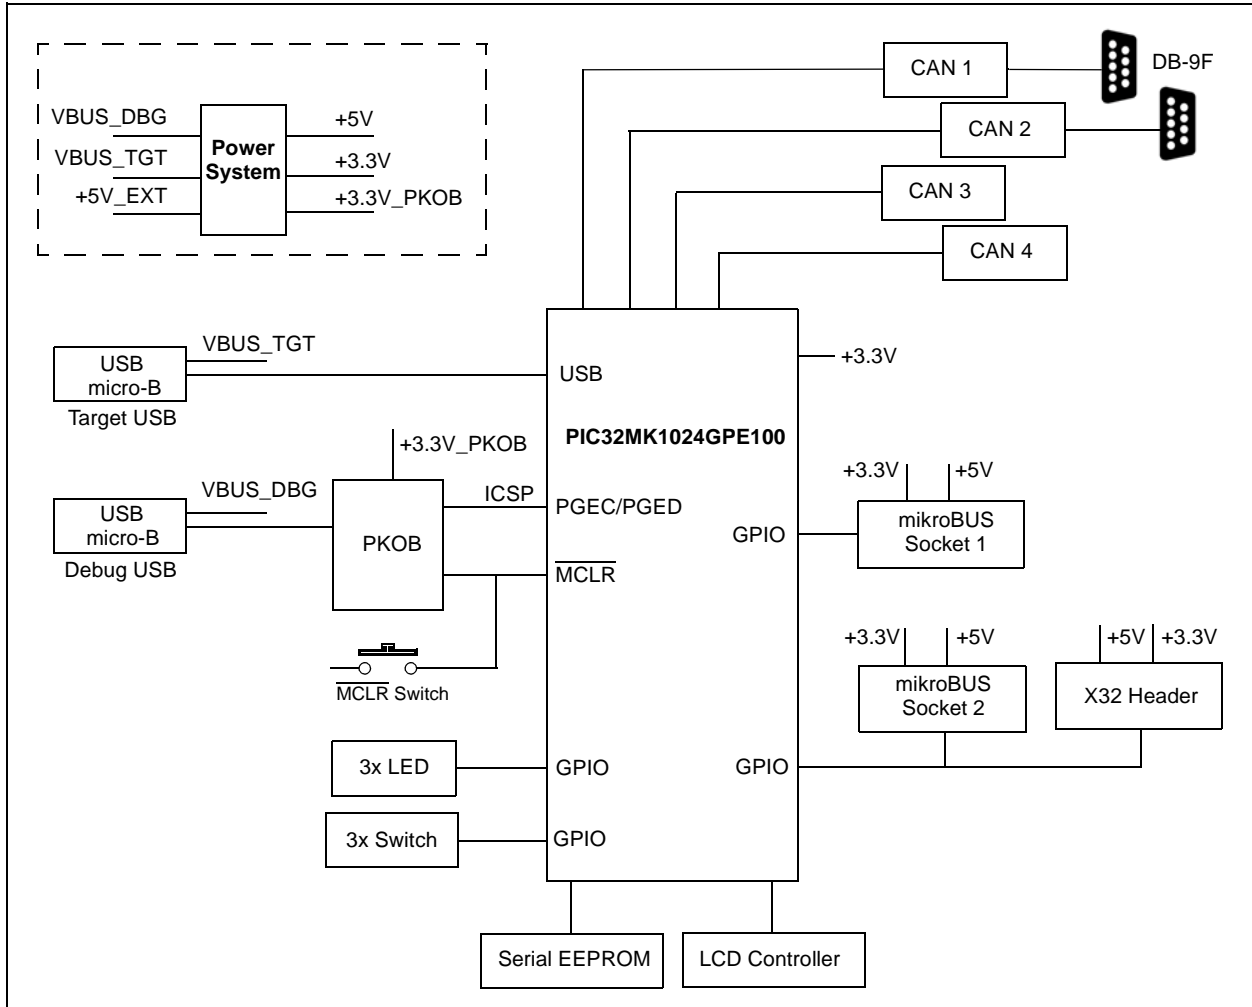 CAN 1
DB-9F
VBUS_DBG
+5V
Power
System
CAN 2
VBUS_TGT
+3.3V
+5V_EXT
+3.3V_PKOB
CAN 3
CAN 4
VBUS_TGT
USB
micro-B
Target USB
USB
+3.3V
PIC32MK1024GPE100
+3.3V_PKOB
VBUS_DBG
USB
micro-B
Debug USB
PKOB
ICSP
PGEC/PGED
MCLR
+3.3V
+5V
GPIO
mikroBUS
Socket 1
MCLR Switch
+3.3V
+5V
mikroBUS
Socket 2
+5V
+3.3V
X32 Header
3x LED
GPIO
GPIO
3x Switch
GPIO
Serial EEPROM
LCD Controller